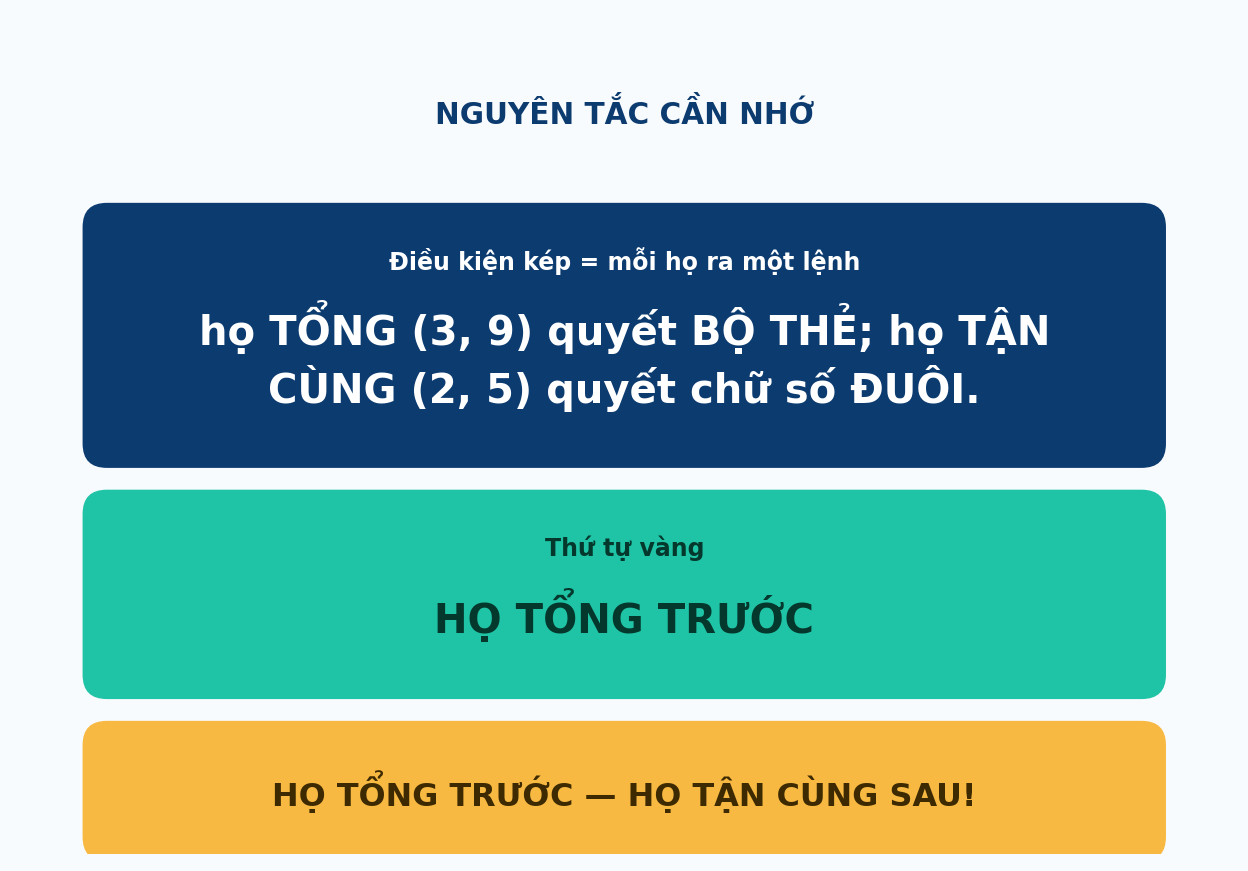 NGUYÊN TẮC CẦN NHỚ
Điều kiện kép = mỗi họ ra một lệnh
họ TỔNG (3, 9) quyết BỘ THẺ; họ TẬN
CÙNG (2, 5) quyết chữ số ĐUÔI.
Thứ tự vàng
HỌ TỔNG TRƯỚC
HỌ TỔNG TRƯỚC — HỌ TẬN CÙNG SAU!